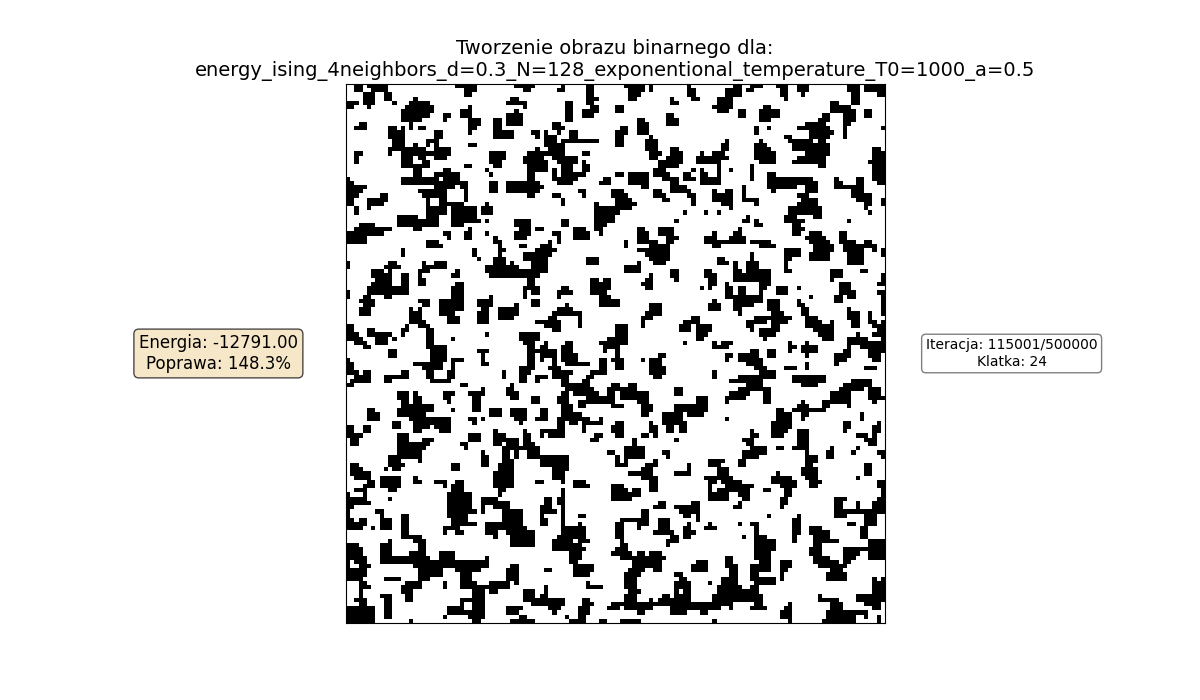 Tworzenie obrazu binarnego dla:
energy_ising_4neighbors_d=0.3_N=128_exponentional_temperature_T0=1000_a=0.5
Energia: -12791.00
Poprawa: 148.3%
Iteracja: 115001/500000
Klatka: 24